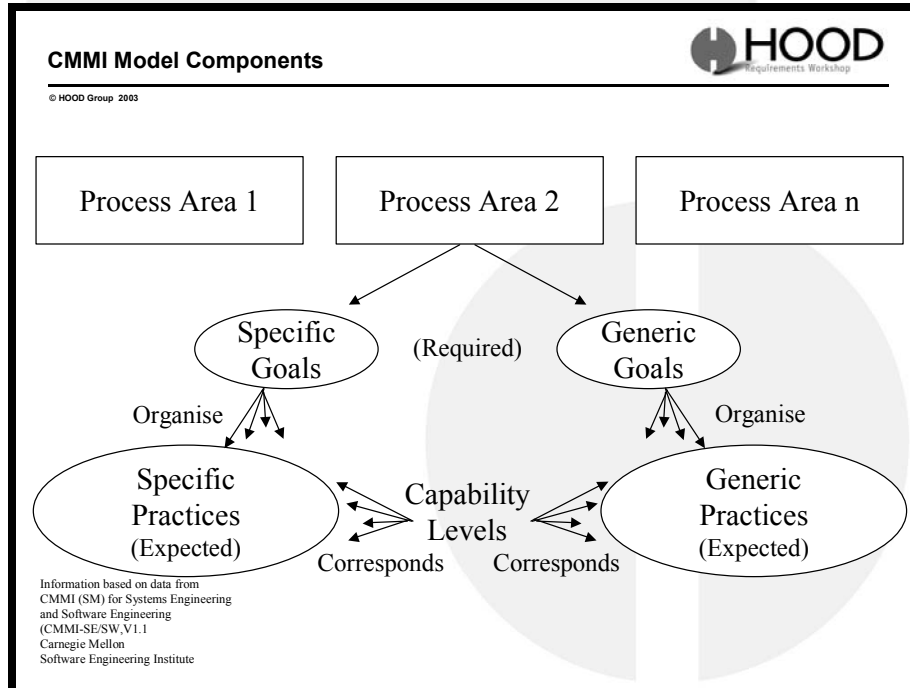 CMMI Model Components
HOOD
Requirements Workshop
© HOOD Group 2003
Process Area 1
Process Area 2
Process Area n
Specific
Goals
(Required)
Generic
Goals
Organise
Organise
Specific
Practices
(Expected)
Capability
Levels
Generic
Practices
(Expected)
Corresponds
Corresponds
Information based on data from
CMMI (SM) for Systems Engineering
and Software Engineering
(CMMI-SE/SW,V1.1
Carnegie Mellon
Software Engineering Institute